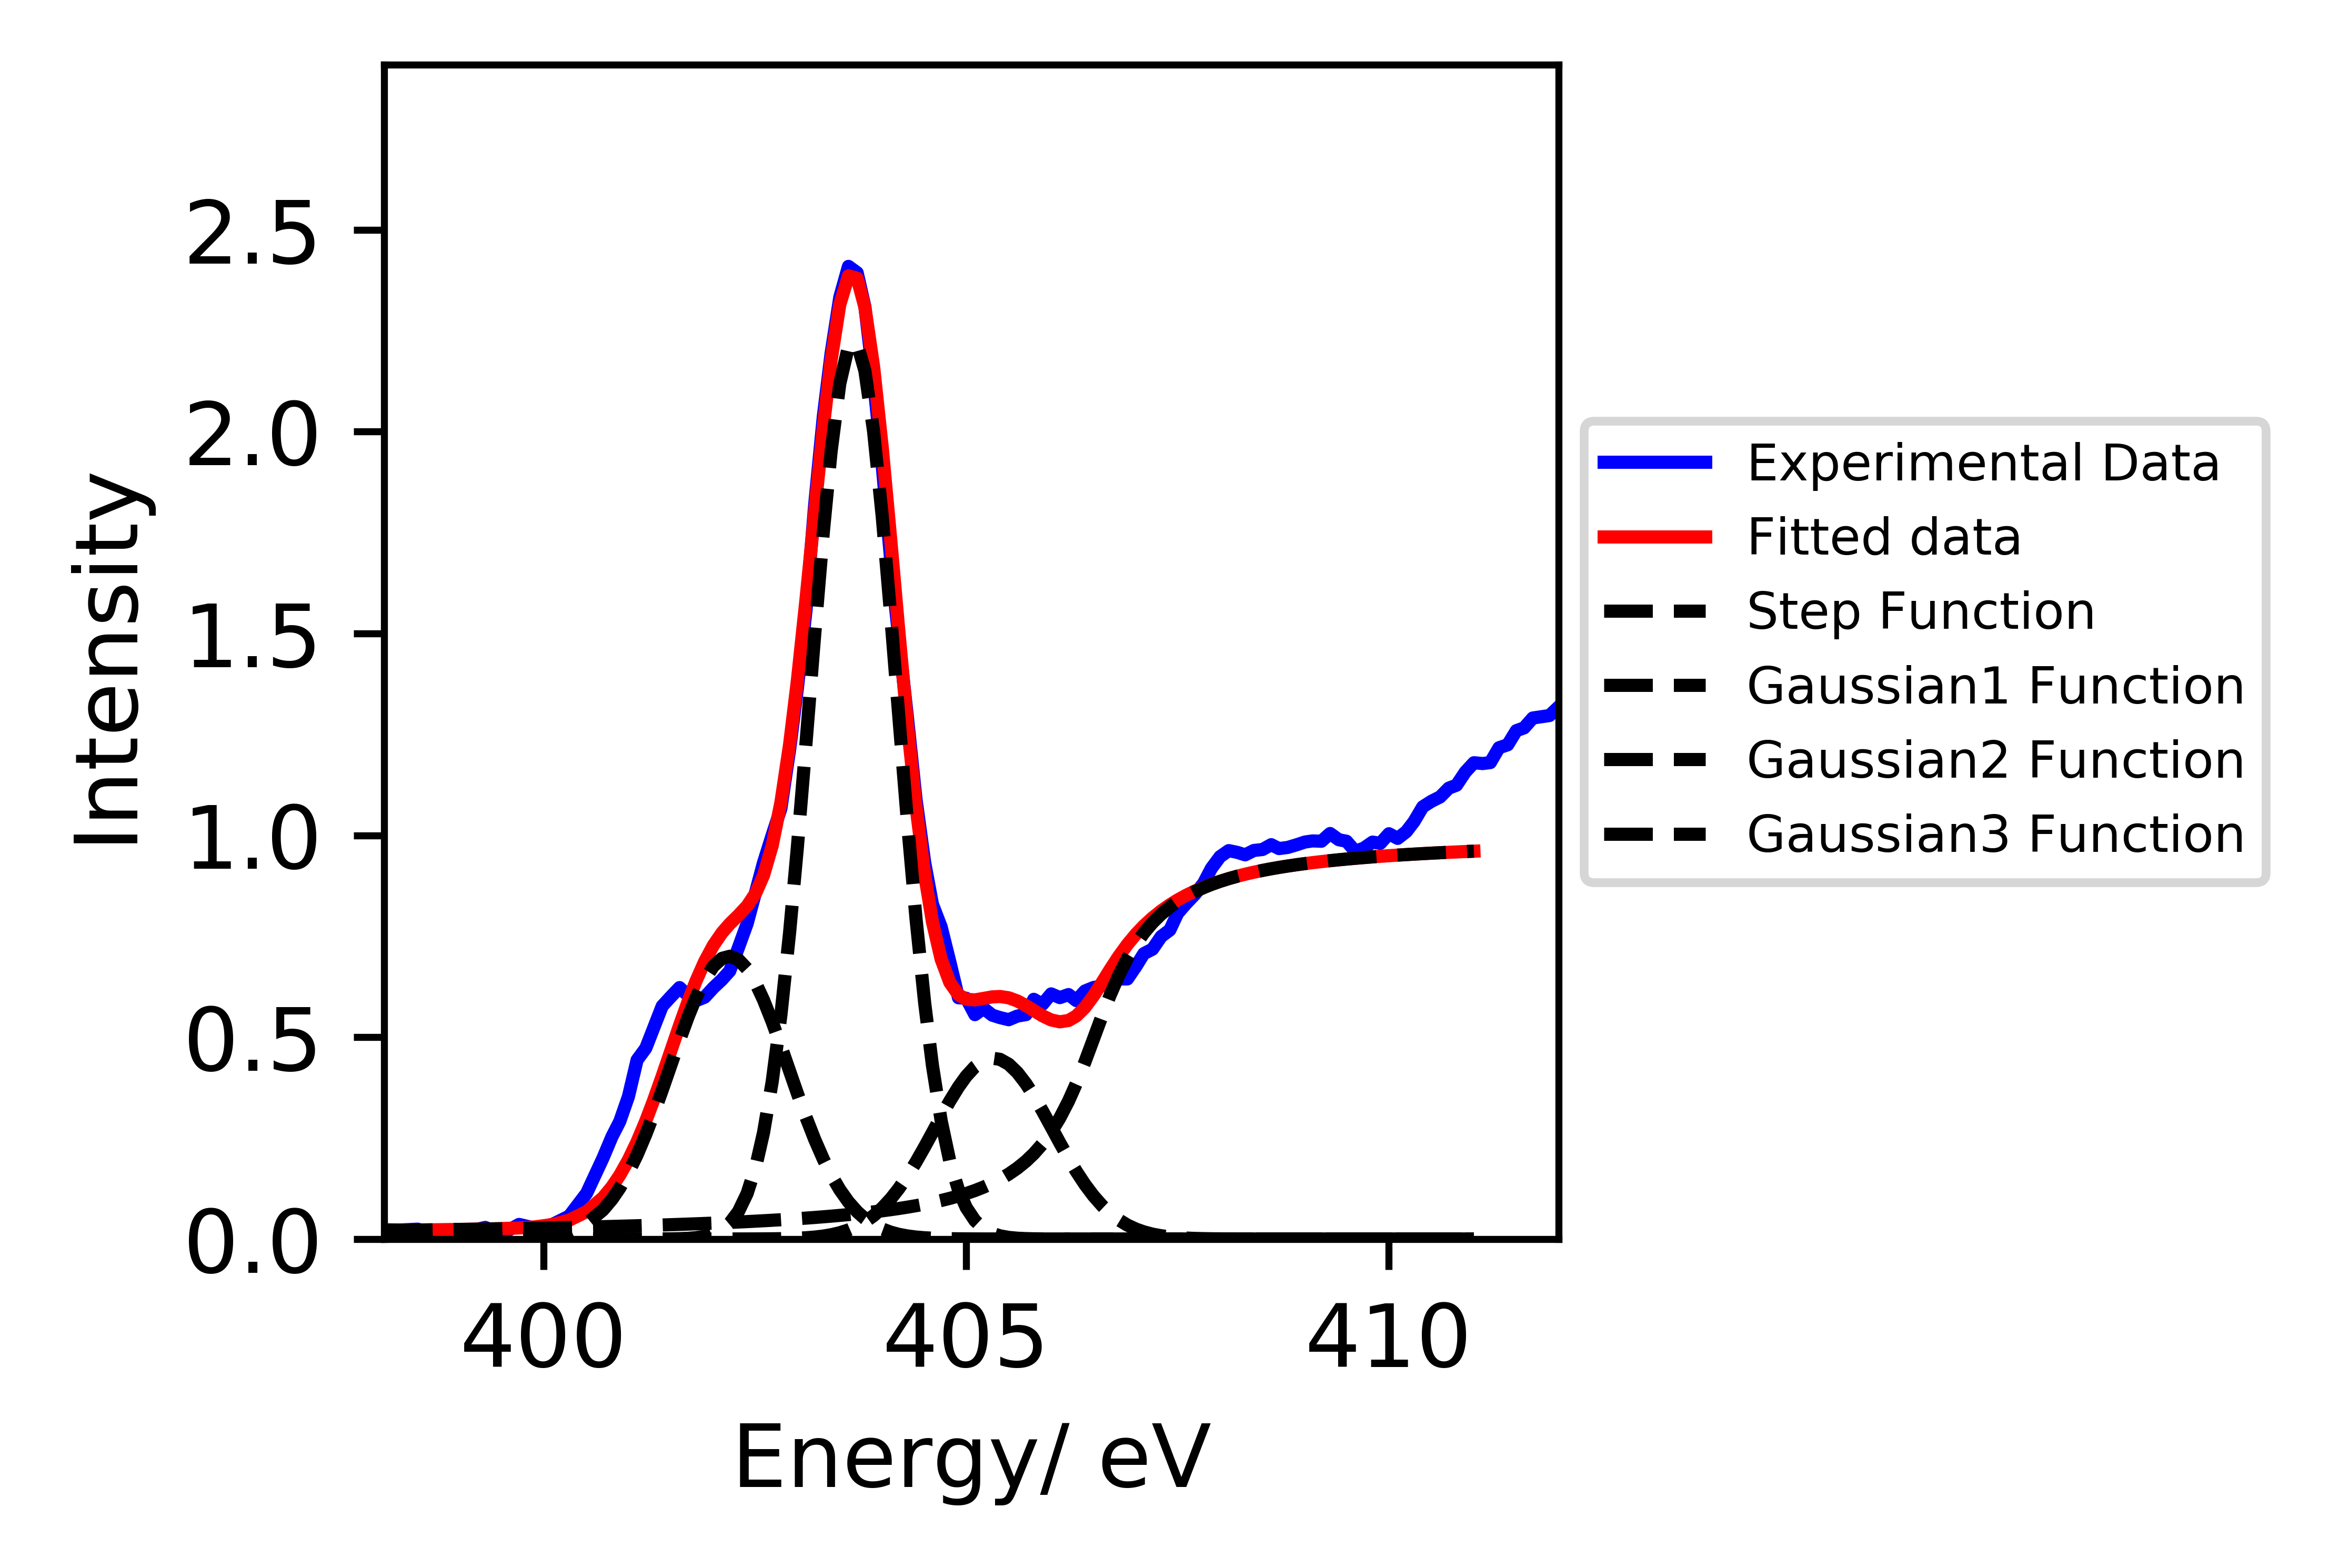 2.5
2.0
1.5
1.0
0.5
0.0
Intensity
400 405 410
Energy/ eV
Experimental Data
Fitted data
Step Function
Gaussian1 Function
Gaussian2 Function
Gaussian3 Function